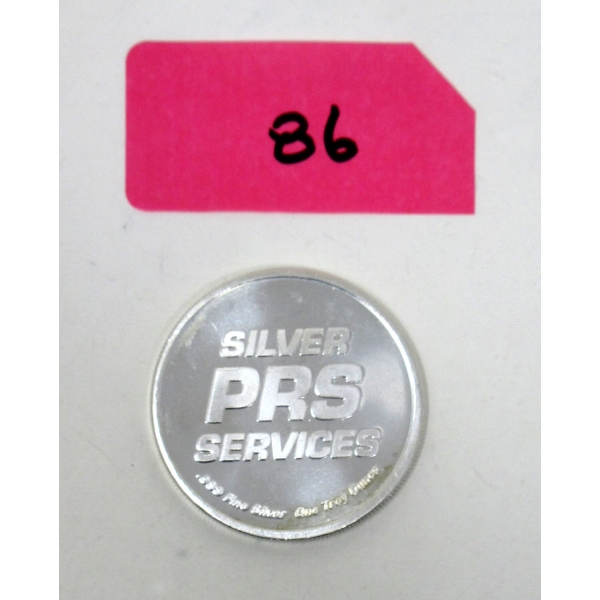 86
SILVER
PRS
SERVICES
.999 Fine Silver One Troy Ounce